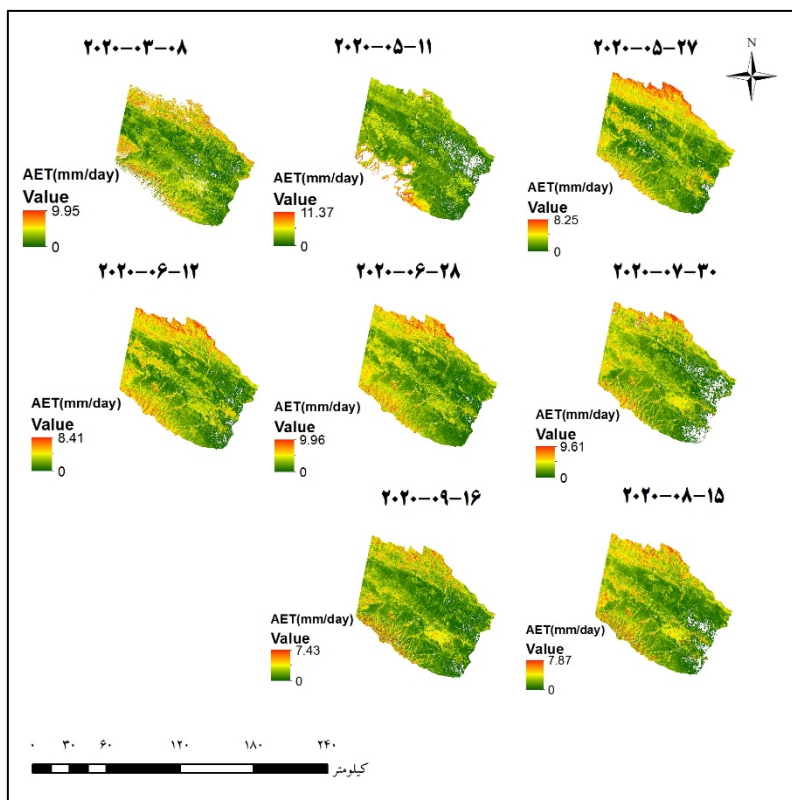 N
۲۰۲۰-۰۳-۰۸
AET(mm/day)
Value
9.95
0
۲۰۲۰-۰۵-۱۱
AET(mm/day)
Value
11.37
0
۲۰۲۰-۰۵-۲۷
AET(mm/day)
Value
8.25
0
۲۰۲۰-۰۶-۱۲
AET(mm/day)
Value
8.41
0
۲۰۲۰-۰۶-۲۸
AET(mm/day)
Value
9.96
0
۲۰۲۰-۰۷-۳۰
AET(mm/day)
Value
9.61
0
۲۰۲۰-۰۹-۱۶
AET(mm/day)
Value
7.43
0
۲۰۲۰-۰۸-۱۵
AET(mm/day)
Value
7.87
0
۰ ۳۰ ۶۰ ۱۲۰ ۱۸۰ ۲۴۰
کیلومتر